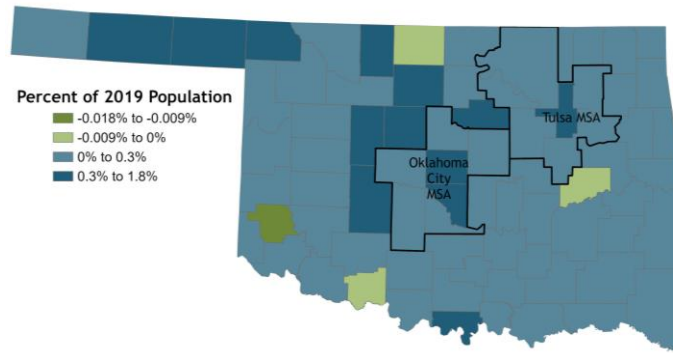 Percent of 2019 Population
-0.018% to -0.009%
-0.009% to 0%
0% to 0.3%
0.3% to 1.8%
Tulsa MSA
Oklahoma
City
MSA